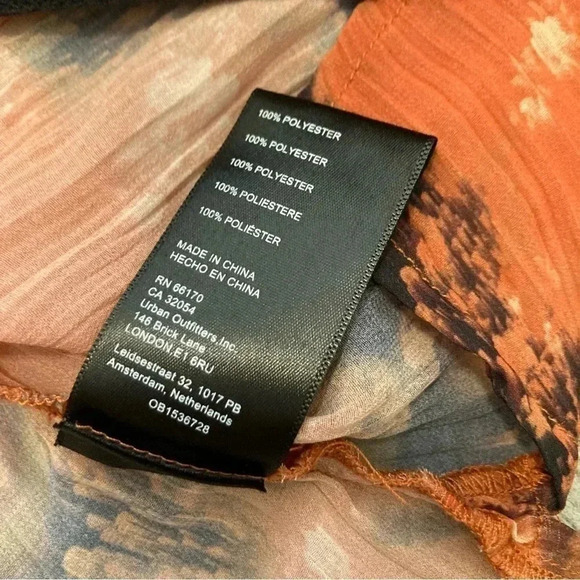 100% POLYESTER
100% POLYESTER
100% POLYESTER
100% POLIESTERE
100% POLIÉSTER
MADE IN CHINA
HECHO EN CHINA
RN 66170
CA 32054
Urban Outfitters,Inc.
146 Brick Lane
LONDON.E1 6RU
Leidsestraat 32, 1017 PB
Amsterdam, Netherlands
OB1536728